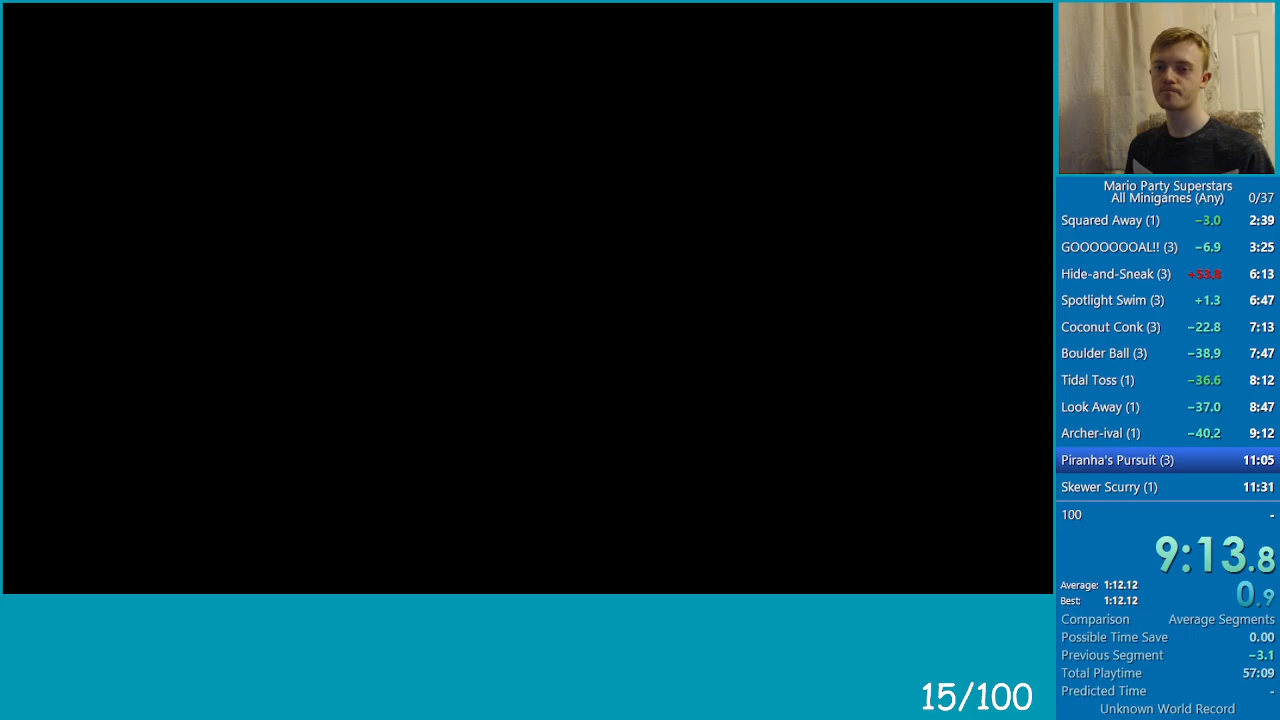 Mario Party Superstars
All Minigames (Any) 0/37
Squared Away (1) −3.0 2:39
GOOOOOOOAL!! (3) −6.9 3:25
Hide-and-Sneak (3) +53.8 6:13
Spotlight Swim (3) +1.3 6:47
Coconut Conk (3) −22.8 7:13
Boulder Ball (3) −38.9 7:47
Tidal Toss (1) −36.6 8:12
Look Away (1) −37.0 8:47
Archer-ival (1) −40.2 9:12
Piranha's Pursuit (3) 11:05
Skewer Scurry (1) 11:31
100 -
9:13.8
Average: 1:12.12
Best: 1:12.12
0.9
Comparison Average Segments
Possible Time Save 0.00
Previous Segment −3.1
Total Playtime 57:09
Predicted Time -
Unknown World Record
15/100